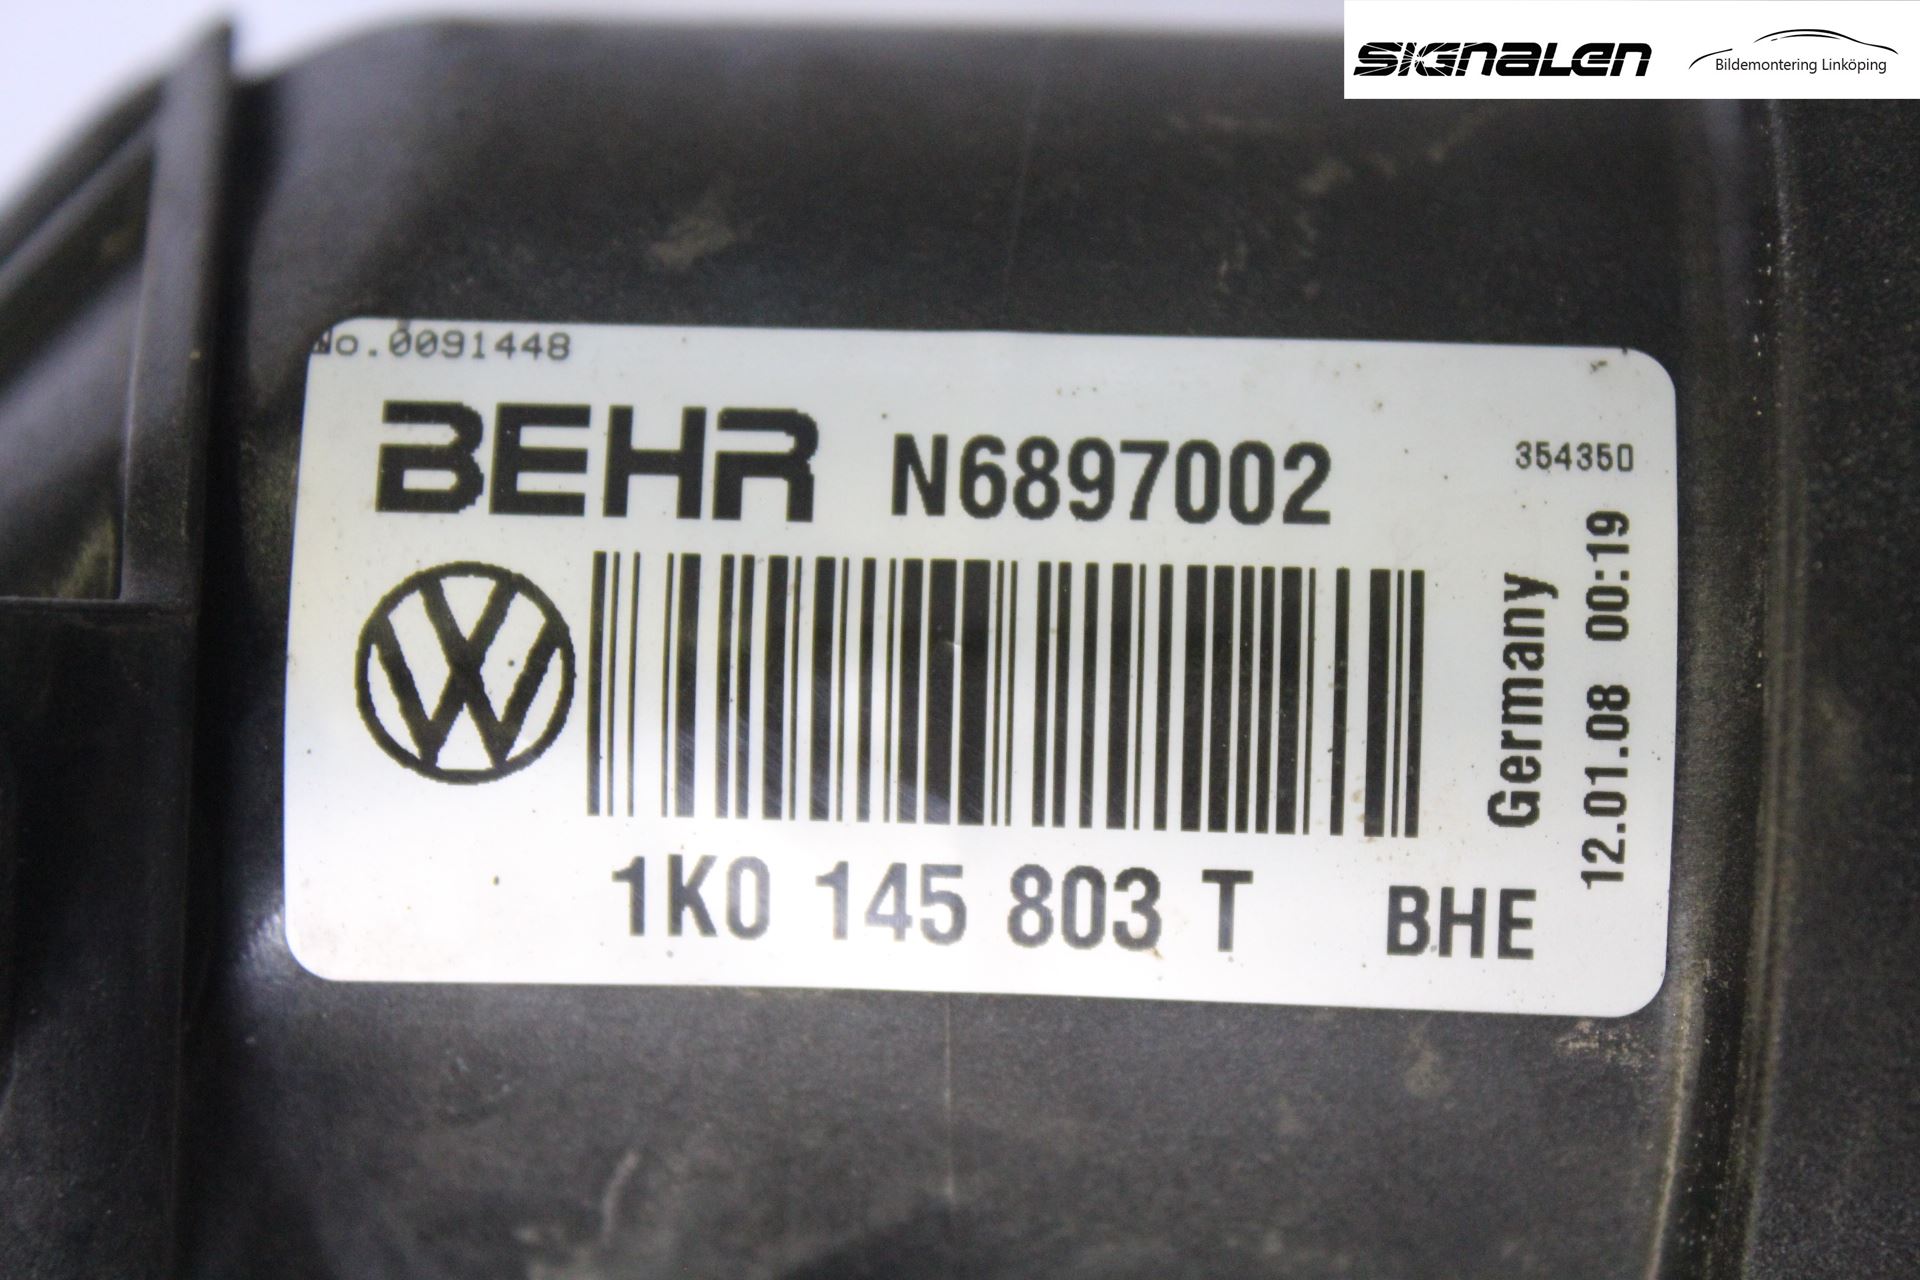 SIGNALEN
Bildemontering Linköping
No.0091448
BEHR N6897002
354350
Germany
12.01.08 00:19
1K0 145 803 T BHE